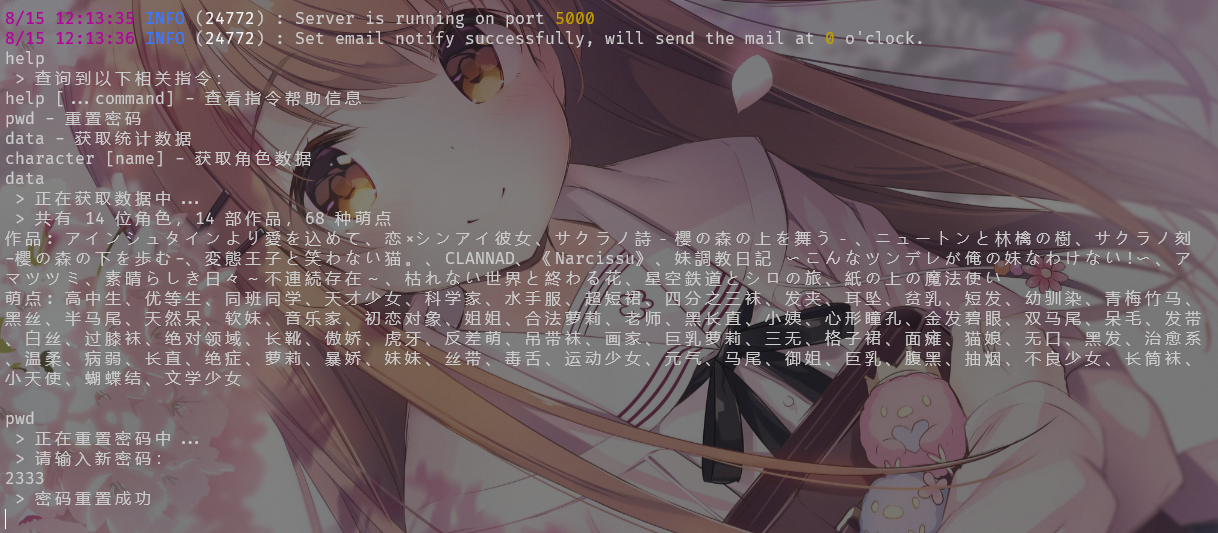 8/15 12:13:35 INFO (24772) : Server is running on port 5000
8/15 12:13:36 INFO (24772) : Set email notify successfully, will send the mail at 0 o'clock.
help
> 查询到以下相关指令:
help [...command] - 查看指令帮助信息
pwd - 重置密码
data - 获取统计数据
character [name] - 获取角色数据
data
> 正在获取数据中...
> 共有 14 位角色, 14 部作品, 68 种萌点
作品: アインシュタインより愛を込めて、恋×シンアイ彼女、サクラノ詩 - 櫻の森の上を舞う - 、ニュートンと林檎の樹、サクラノ刻
-櫻の森の下を歩む-、変態王子と笑わない猫。、CLANNAD、《Narcissu》、妹調教日記 ~こんなツンデレが俺の妹なわけない!~、ア
マツツミ、素晴らしき日々～不連続存在～、枯れない世界と終わる花、星空鉄道とシロの旅、紙の上の魔法使い
萌点: 高中生、优等生、同班同学、天才少女、科学家、水手服、超短裙、四分之三袜、发夹、耳坠、贫乳、短发、幼驯染、青梅竹马、
黑丝、半马尾、天然呆、软妹、音乐家、初恋对象、姐姐、合法萝莉、老师、黑长直、小姨、心形瞳孔、金发碧眼、双马尾、呆毛、发带
、白丝、过膝袜、绝对领域、长靴、傲娇、虎牙、反差萌、吊带袜、画家、巨乳萝莉、三无、格子裙、面瘫、猫娘、无口、黑发、治愈系
、温柔、病弱、长直、绝症、萝莉、暴娇、妹妹、丝带、毒舌、运动少女、元气、马尾、御姐、巨乳、腹黑、抽烟、不良少女、长筒袜、
小天使、蝴蝶结、文学少女
pwd
> 正在重置密码中...
> 请输入新密码:
2333
> 密码重置成功